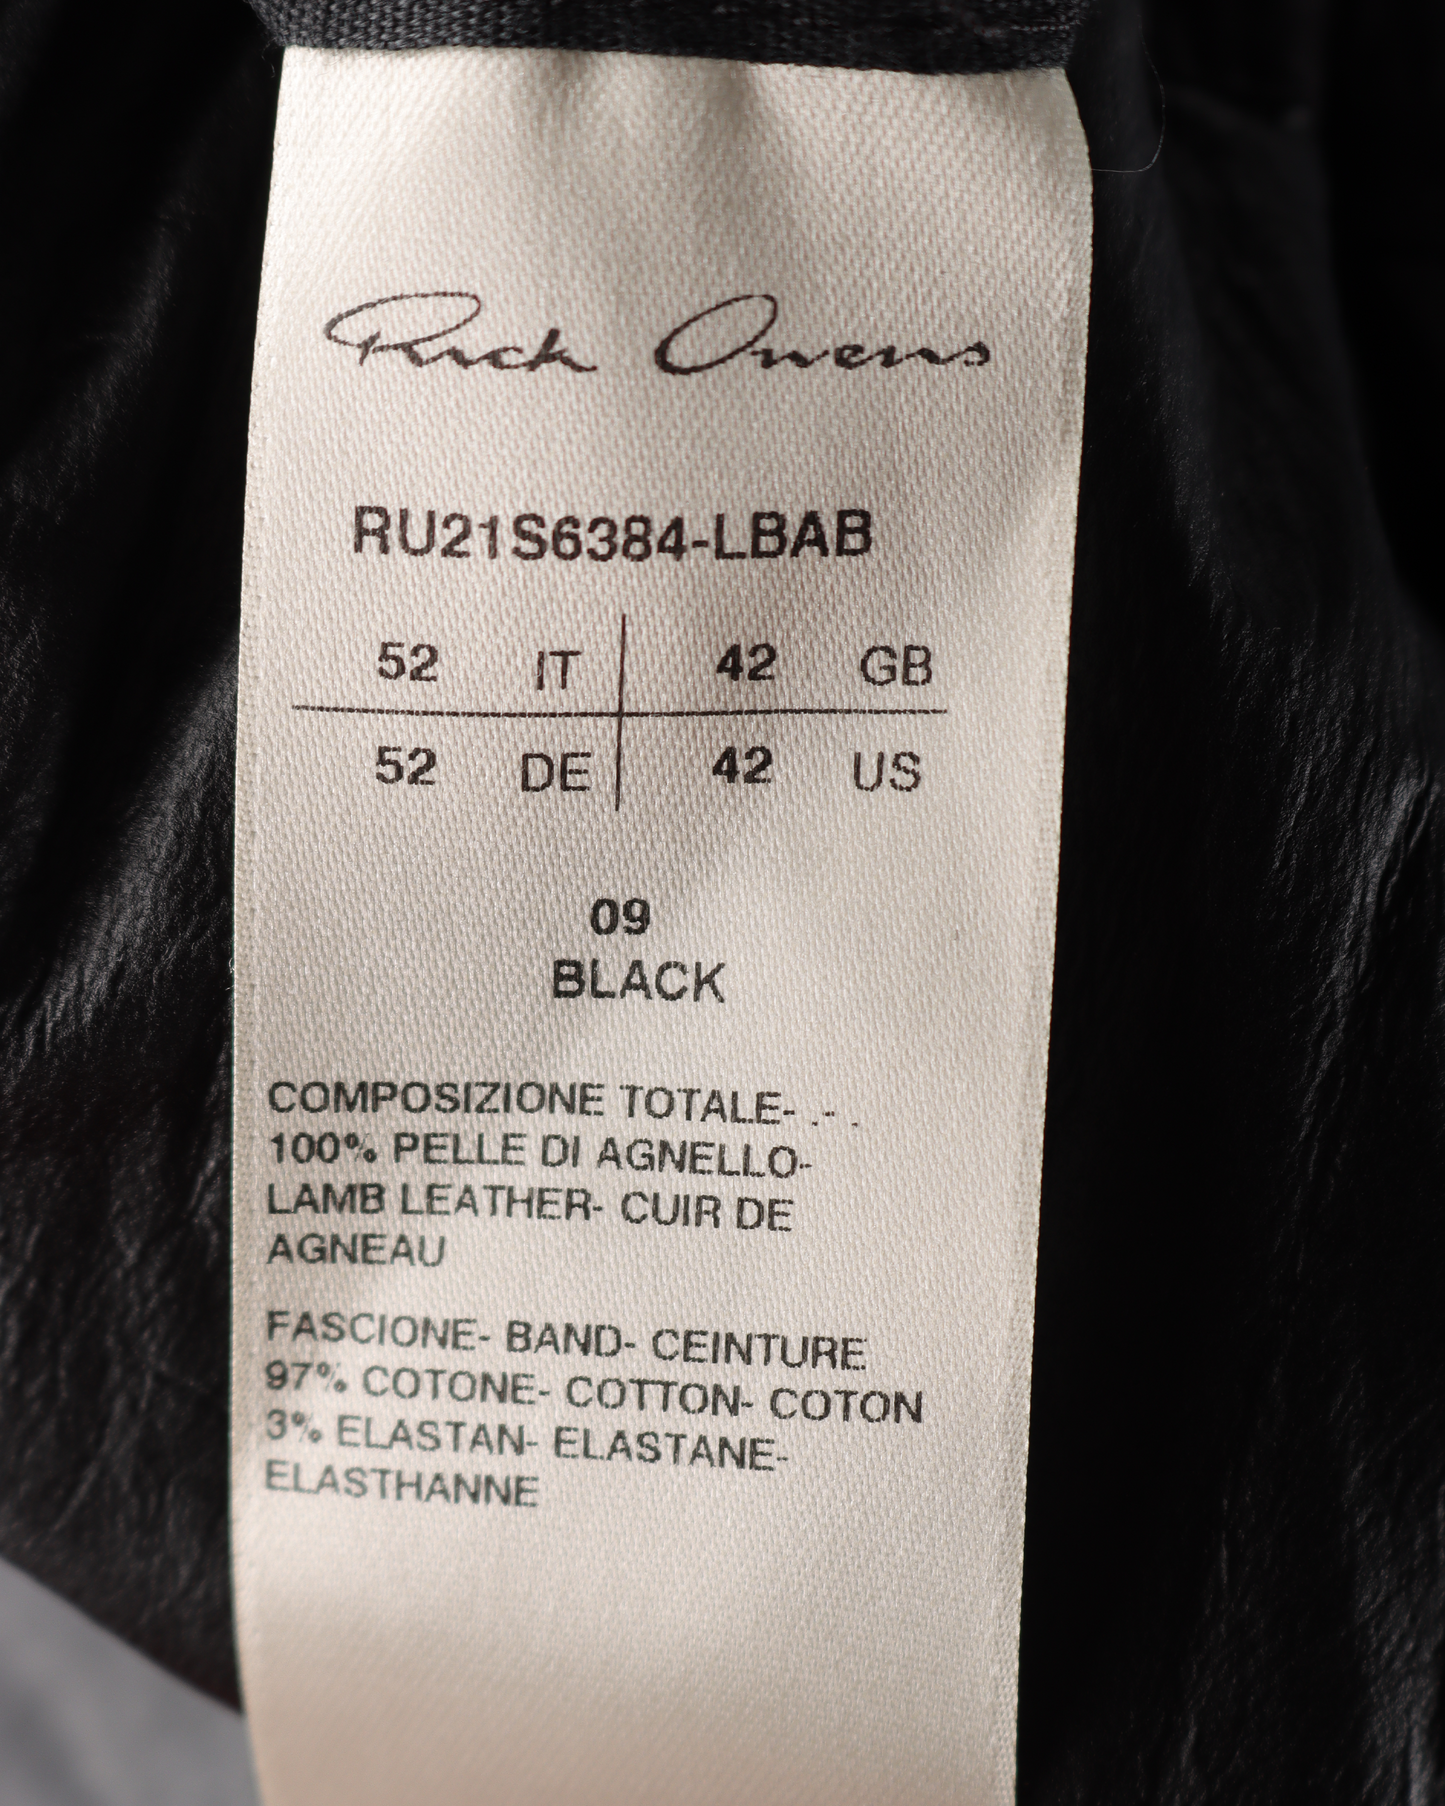 Rick Owens
RU21S6384-LBAB
52 IT 42 GB
52 DE 42 US
09
BLACK
COMPOSIZIONE TOTALE- .- .
100% PELLE DI AGNELLO-
LAMB LEATHER- CUIR DE
AGNEAU
FASCIONE- BAND- CEINTURE
97% COTONE- COTTON- COTON
3% ELASTAN- ELASTANE-
ELASTHANNE